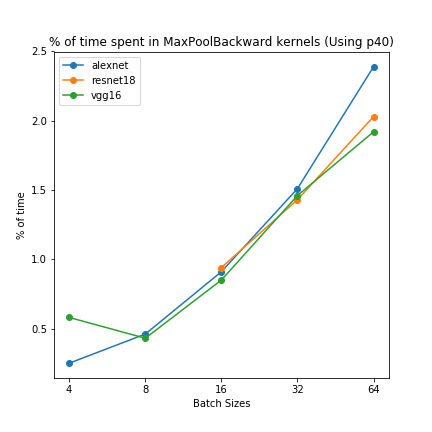 % of time spent in MaxPoolBackward kernels (Using p40)
alexnet
resnet18
vgg16
% of time
2.5
2.0
1.5
1.0
0.5
4 8 16 32 64
Batch Sizes